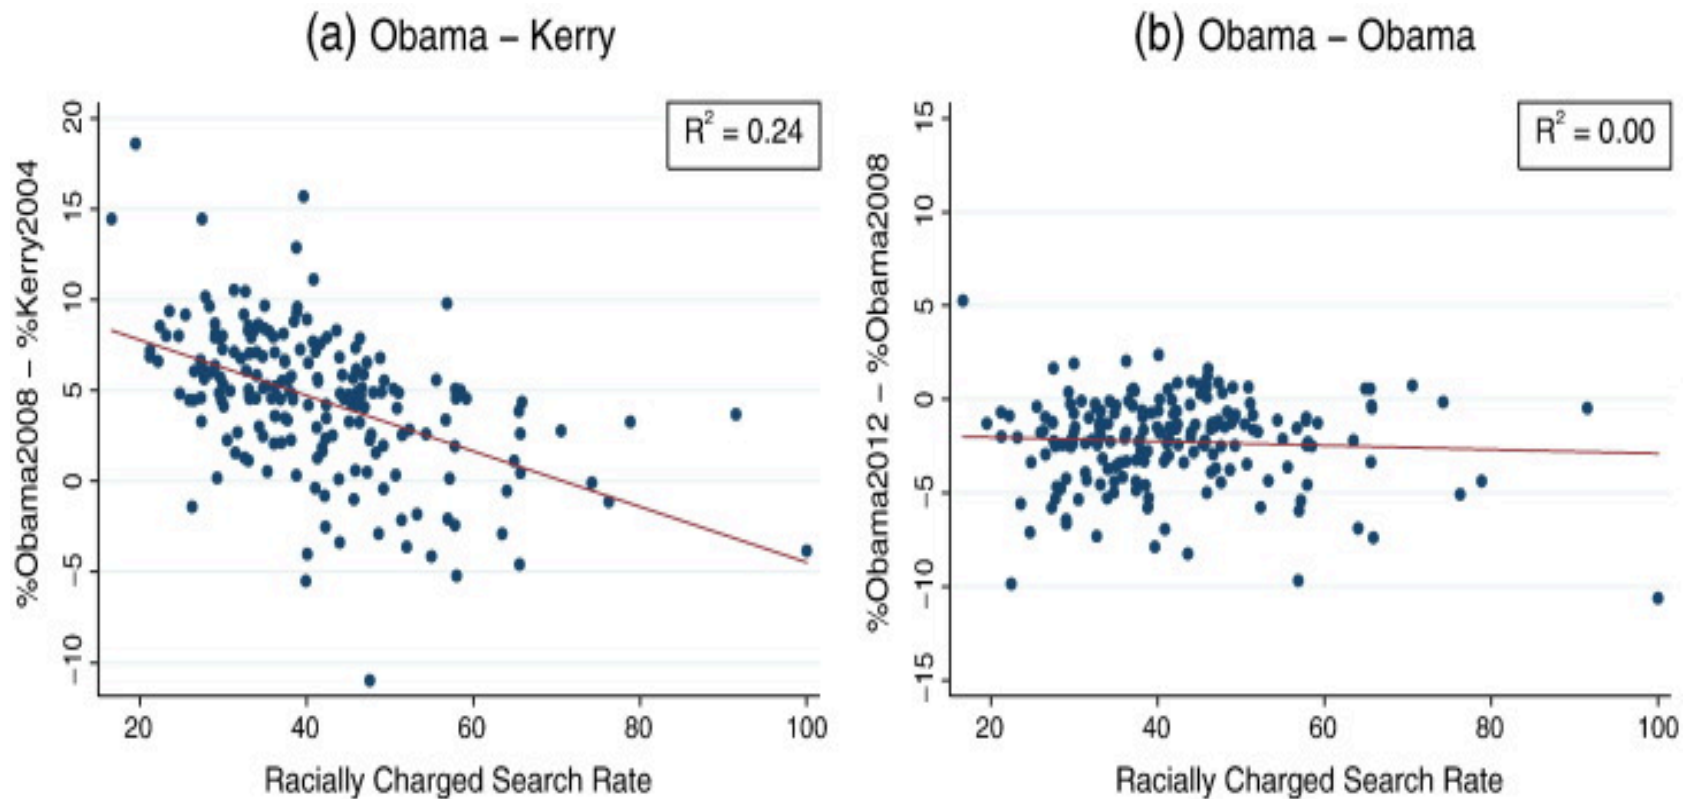 (a) Obama – Kerry
R² = 0.24
%Obama2008 – %Kerry2004
20
15
10
5
0
−5
−10
20 40 60 80 100
Racially Charged Search Rate
(b) Obama – Obama
R² = 0.00
%Obama2012 – %Obama2008
15
10
5
0
−5
−10
−15
20 40 60 80 100
Racially Charged Search Rate